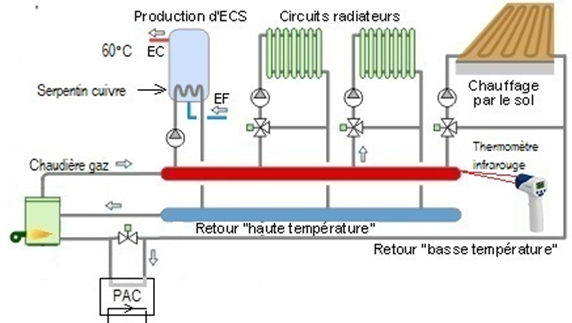 Production d'ECS
Circuits radiateurs
60°C EC
Serpentin cuivre
EF
Chauffage
par le sol
Thermomètre
infrarouge
Chaudière gaz
Retour "haute température"
Retour "basse température"
PAC